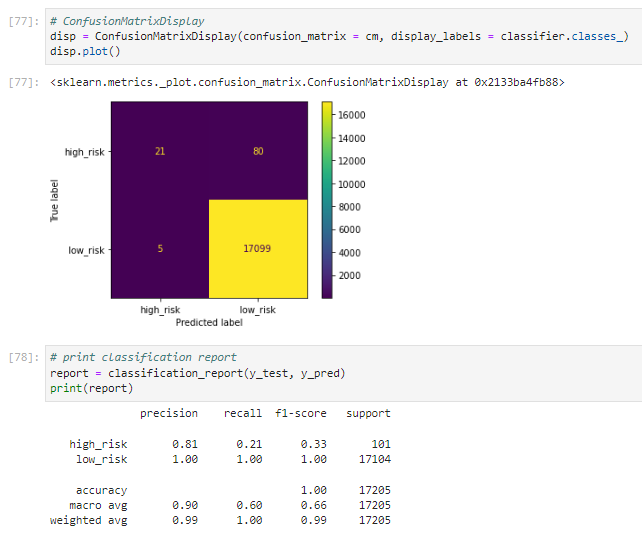 [77]: # ConfusionMatrixDisplay
disp = ConfusionMatrixDisplay(confusion_matrix = cm, display_labels = classifier.classes_)
disp.plot()
[77]: <sklearn.metrics._plot.confusion_matrix.ConfusionMatrixDisplay at 0x2133ba4fb88>
16000
high_risk 21 80
14000
12000
10000
True label
8000
6000
low_risk 5 17099
4000
2000
high_risk low_risk
Predicted label
[78]: # print classification report
report = classification_report(y_test, y_pred)
print(report)
precision recall f1-score support
high_risk 0.81 0.21 0.33 101
low_risk 1.00 1.00 1.00 17104
accuracy 1.00 17205
macro avg 0.90 0.60 0.66 17205
weighted avg 0.99 1.00 0.99 17205